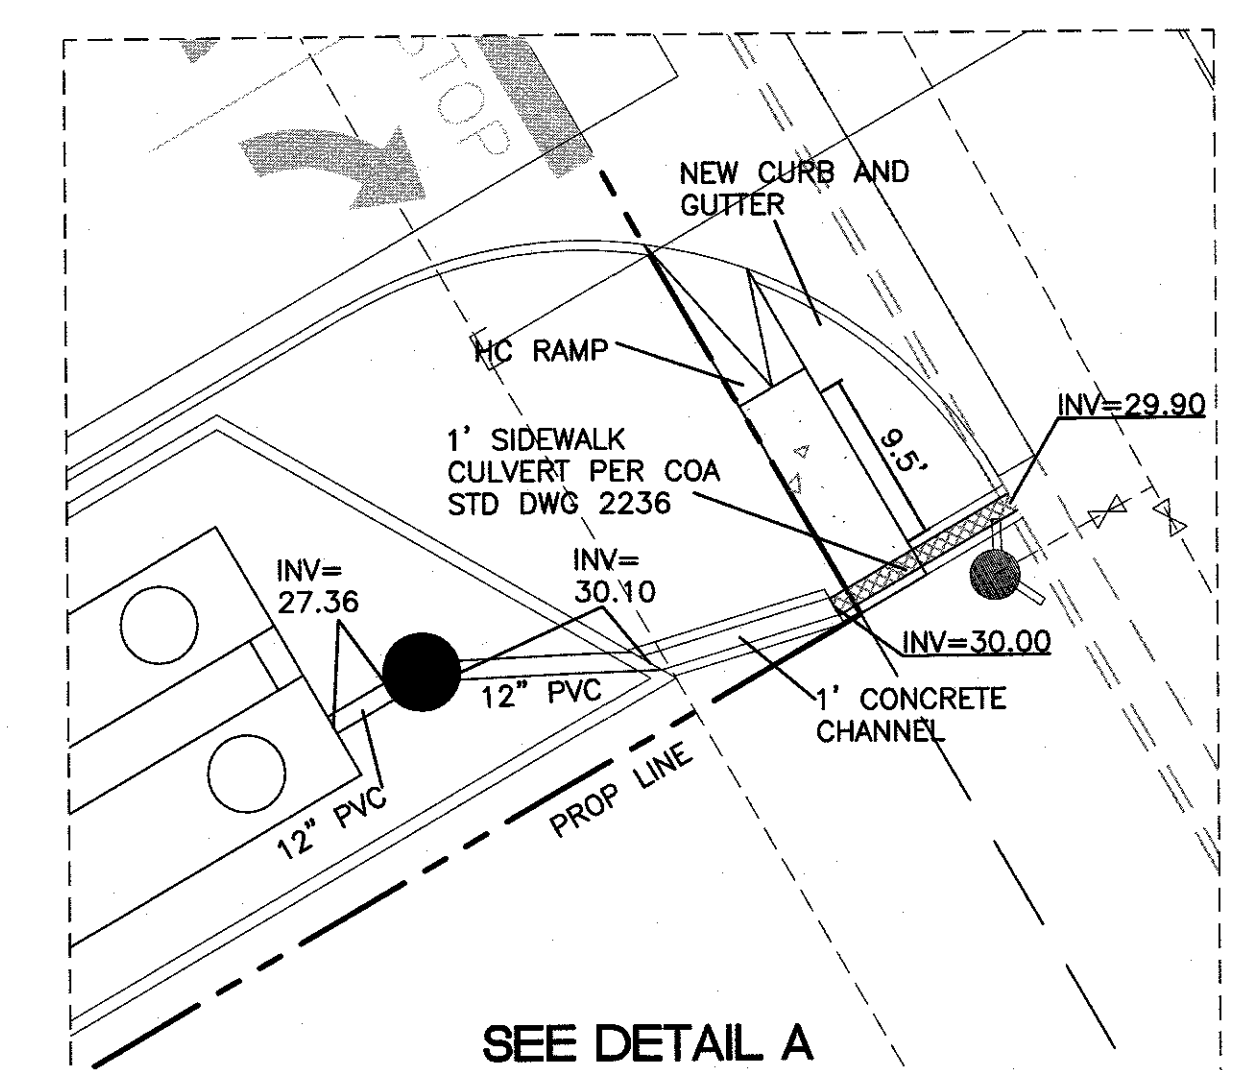 STOP
NEW CURB AND
GUTTER
HC RAMP
INV=29.90
1' SIDEWALK
CULVERT PER COA
STD DWG 2236
9.5'
INV=
30.10
INV=
27.36
INV=30.00
12" PVC
1' CONCRETE
CHANNEL
PROP LINE
12" PVC
SEE DETAIL A